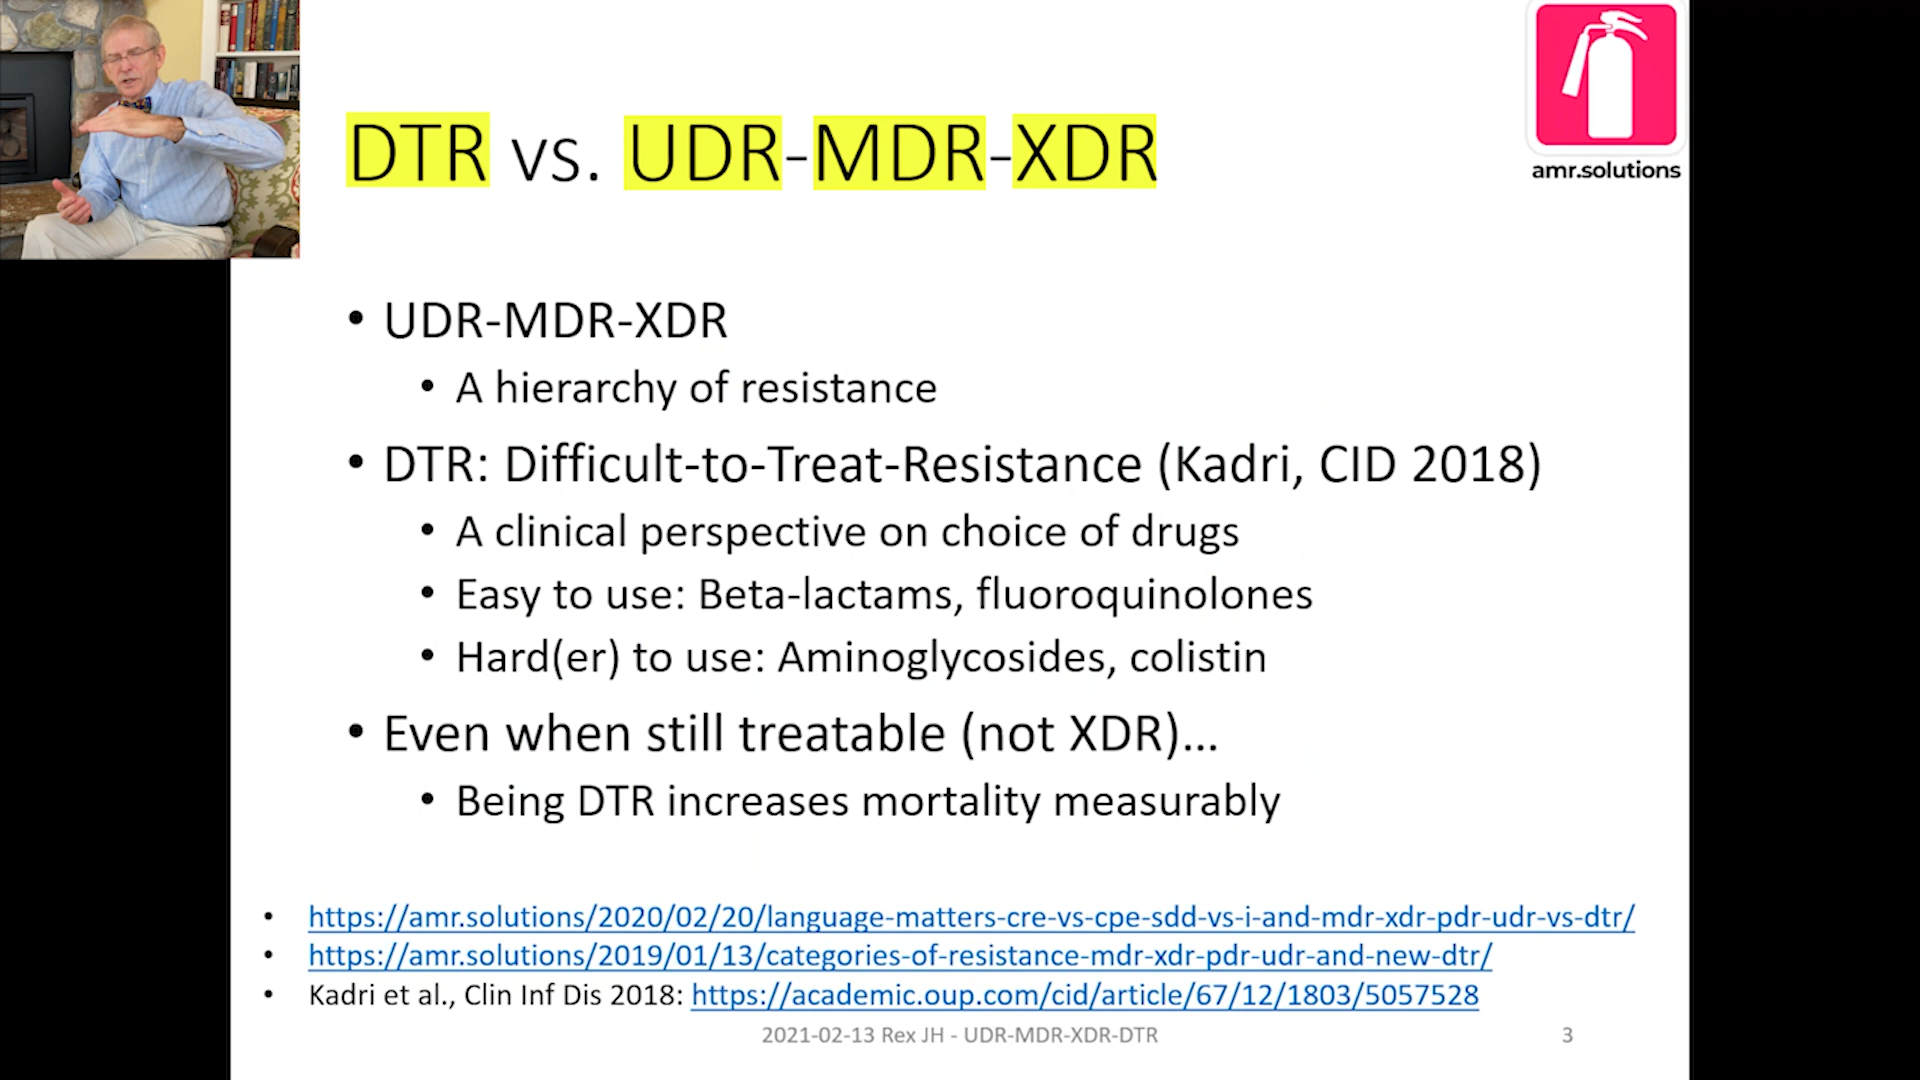 DTR vs. UDR-MDR-XDR
amr.solutions
• UDR-MDR-XDR
• A hierarchy of resistance
• DTR: Difficult-to-Treat-Resistance (Kadri, CID 2018)
• A clinical perspective on choice of drugs
• Easy to use: Beta-lactams, fluoroquinolones
• Hard(er) to use: Aminoglycosides, colistin
• Even when still treatable (not XDR)...
• Being DTR increases mortality measurably
• https://amr.solutions/2020/02/20/language-matters-cre-vs-cpe-sdd-vs-i-and-mdr-xdr-pdr-udr-vs-dtr/
• https://amr.solutions/2019/01/13/categories-of-resistance-mdr-xdr-pdr-udr-and-new-dtr/
• Kadri et al., Clin Inf Dis 2018: https://academic.oup.com/cid/article/67/12/1803/5057528
2021-02-13 Rex JH - UDR-MDR-XDR-DTR
3